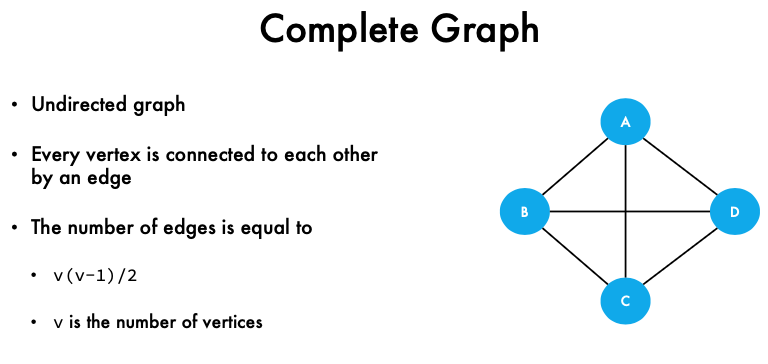 Complete Graph
• Undirected graph
• Every vertex is connected to each other
by an edge
• The number of edges is equal to
• v(v-1)/2
• v is the number of vertices
A
B
D
C